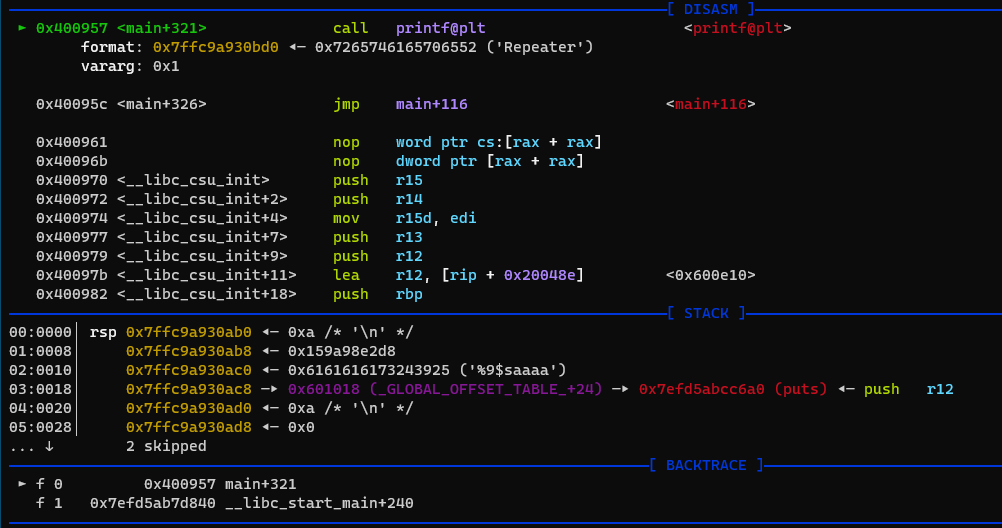 [ DISASM ]
► 0x400957 <main+321> call printf@plt <printf@plt>
format: 0x7ffc9a930bd0 ◂— 0x7265746165706552 ('Repeater')
vararg: 0x1
0x40095c <main+326> jmp main+116 <main+116>
0x400961 nop word ptr cs:[rax + rax]
0x40096b nop dword ptr [rax + rax]
0x400970 <__libc_csu_init> push r15
0x400972 <__libc_csu_init+2> push r14
0x400974 <__libc_csu_init+4> mov r15d, edi
0x400977 <__libc_csu_init+7> push r13
0x400979 <__libc_csu_init+9> push r12
0x40097b <__libc_csu_init+11> lea r12, [rip + 0x20048e] <0x600e10>
0x400982 <__libc_csu_init+18> push rbp
[ STACK ]
00:0000│ rsp 0x7ffc9a930ab0 ◂— 0xa /* '\n' */
01:0008│ 0x7ffc9a930ab8 ◂— 0x159a98e2d8
02:0010│ 0x7ffc9a930ac0 ◂— 0x6161616173243925 ('%9$saaaa')
03:0018│ 0x7ffc9a930ac8 —▸ 0x601018 (_GLOBAL_OFFSET_TABLE_+24) —▸ 0x7efd5abcc6a0 (puts) ◂— push r12
04:0020│ 0x7ffc9a930ad0 ◂— 0xa /* '\n' */
05:0028│ 0x7ffc9a930ad8 ◂— 0x0
... ↓ 2 skipped
[ BACKTRACE ]
► f 0 0x400957 main+321
f 1 0x7efd5ab7d840 __libc_start_main+240